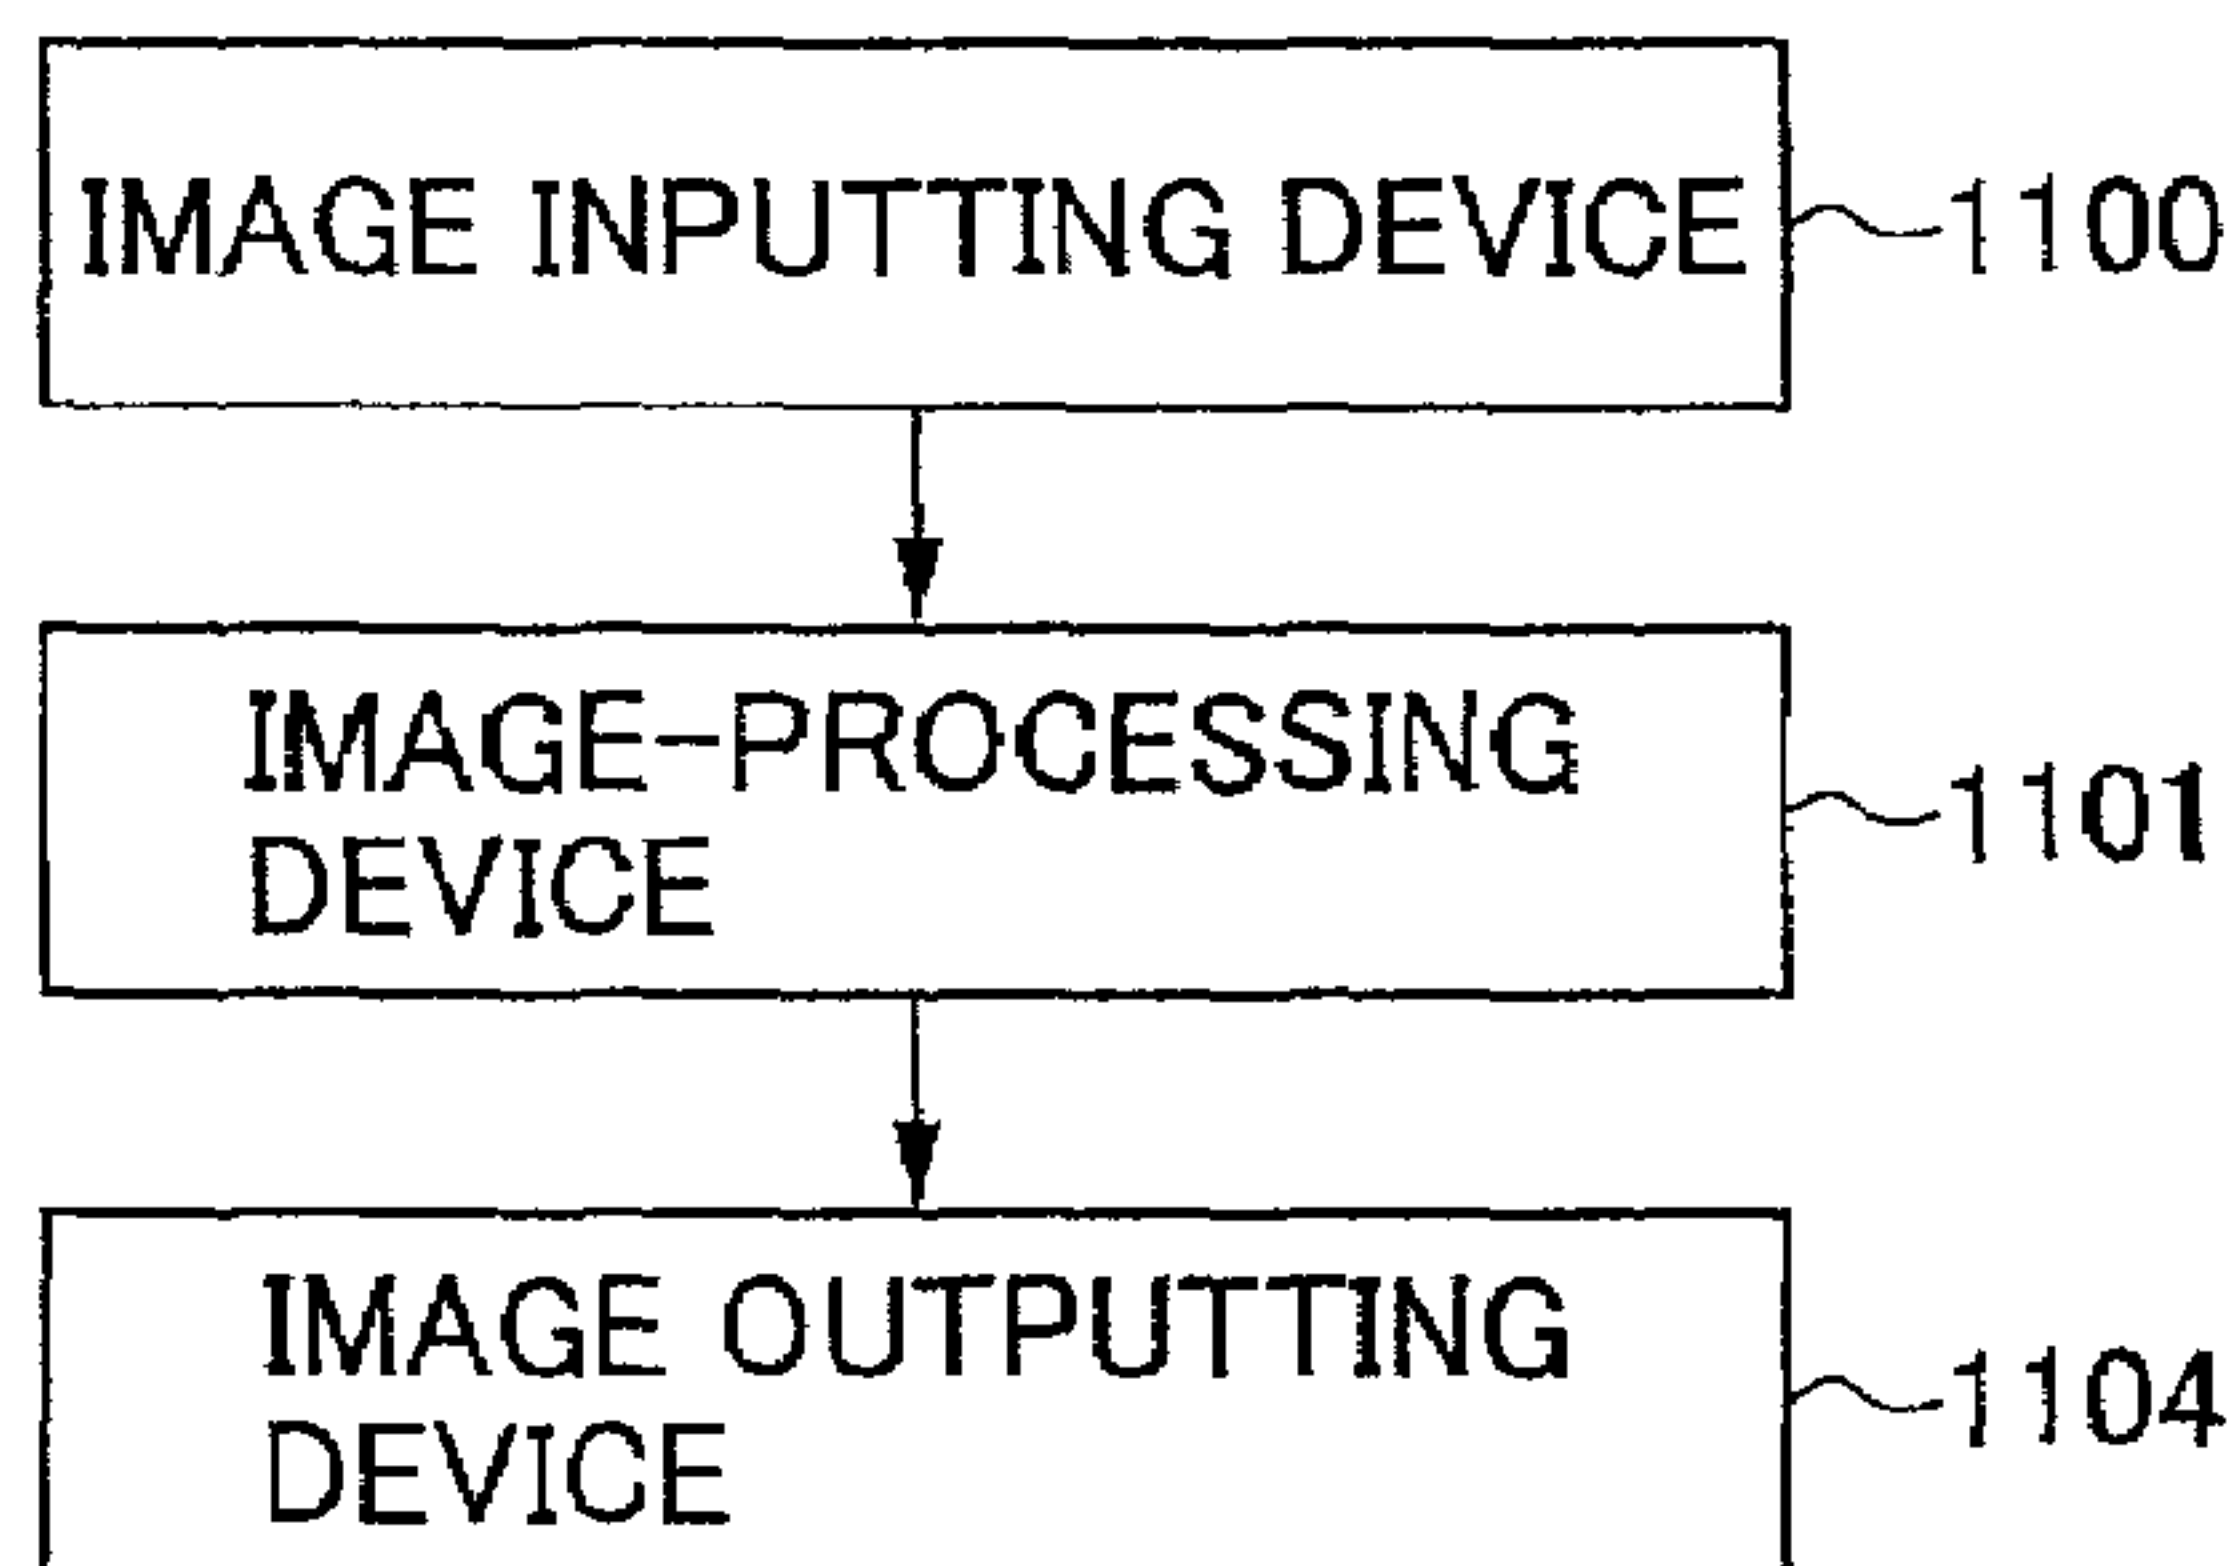 IMAGE INPUTTING DEVICE 1100
IMAGE-PROCESSING
DEVICE
1101
IMAGE OUTPUTTING
DEVICE
1104